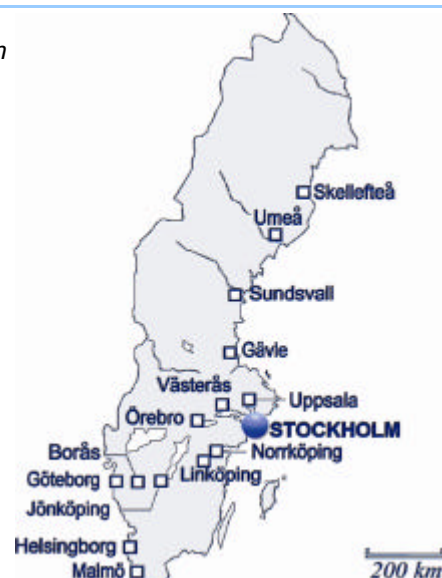 n
Skellefteå
Umeå
Sundsvall
Gävle
Västerås
Uppsala
Örebro
STOCKHOLM
Borås
Norrköping
Linköping
Göteborg
Jönköping
Helsingborg
Malmö
200 km